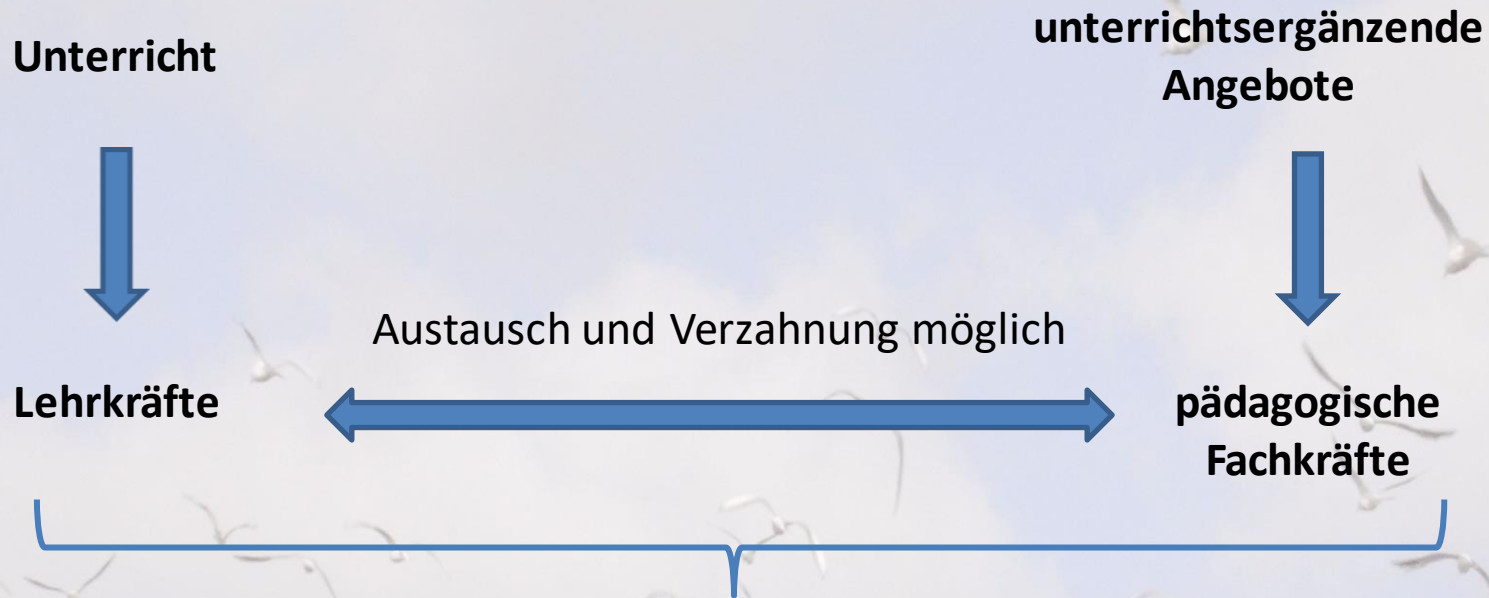 Unterricht
unterrichtsergänzende
Angebote
Austausch und Verzahnung möglich
Lehrkräfte
pädagogische
Fachkräfte